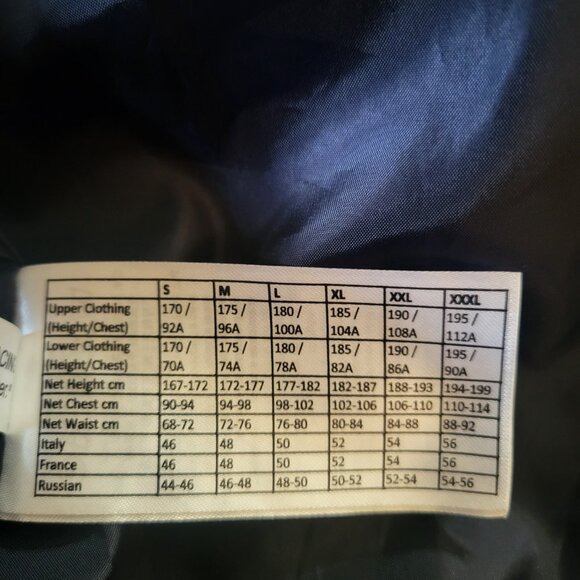 S M L XL XXL XXXL
Upper Clothing 170 / 175 / 180 / 185 / 190 / 195 /
(Height/Chest) 92A 96A 100A 104A 108A 112A
Lower Clothing 170 / 175 / 180 / 185 / 190 / 195 /
(Height/Chest) 70A 74A 78A 82A 86A 90A
Net Height cm 167-172 172-177 177-182 182-187 188-193 194-199
Net Chest cm 90-94 94-98 98-102 102-106 106-110 110-114
Net Waist cm 68-72 72-76 76-80 80-84 84-88 88-92
Italy 46 48 50 52 54 56
France 46 48 50 52 54 56
Russian 44-46 46-48 48-50 50-52 52-54 54-56